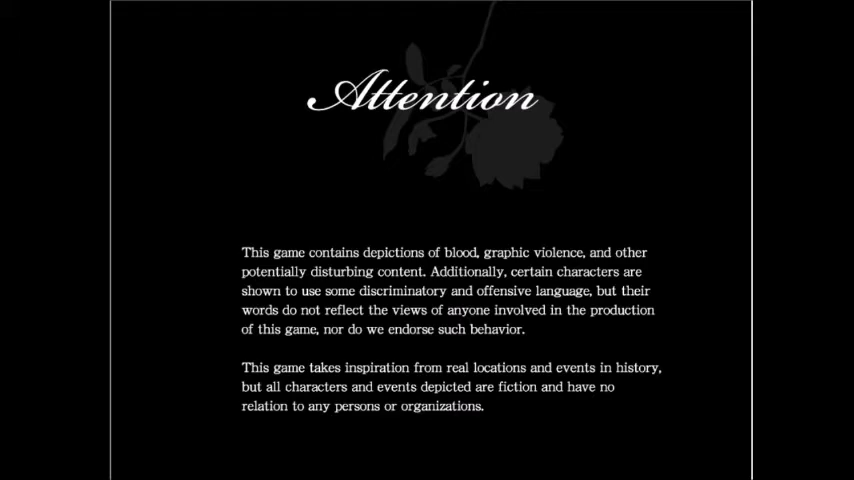 Attention
This game contains depictions of blood, graphic violence, and other
potentially disturbing content. Additionally, certain characters are
shown to use some discriminatory and offensive language, but their
words do not reflect the views of anyone involved in the production
of this game, nor do we endorse such behavior.
This game takes inspiration from real locations and events in history,
but all characters and events depicted are fiction and have no
relation to any persons or organizations.